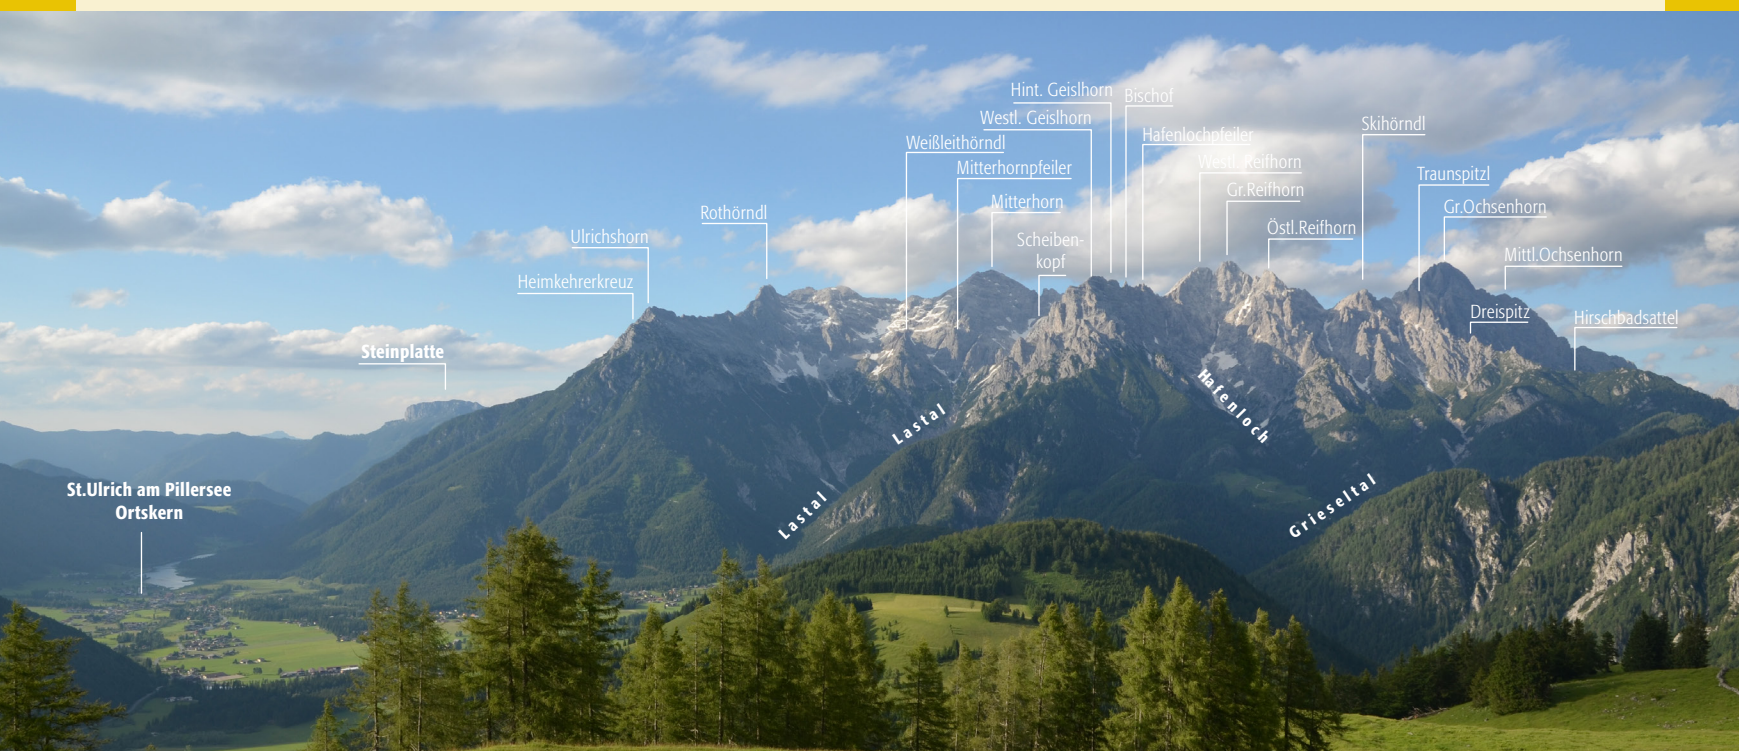 Hint. Geislhorn
Bischof
Westl. Geislhorn
Skihörndl
Hafenlochpfeiler
Weißleithörndl
Westl. Reifhorn
Mitterhornpfeiler
Traunspitzl
Gr.Reifhorn
Mitterhorn
Gr.Ochsenhorn
Rothörndl
Östl.Reifhorn
Ulrichshorn
Scheiben-
kopf
Mittl.Ochsenhorn
Heimkehrerkreuz
Dreispitz
Hirschbadsattel
Steinplatte
Hafenloch
Lastal
St.Ulrich am Pillersee
Ortskern
Lastal
Grieseltal